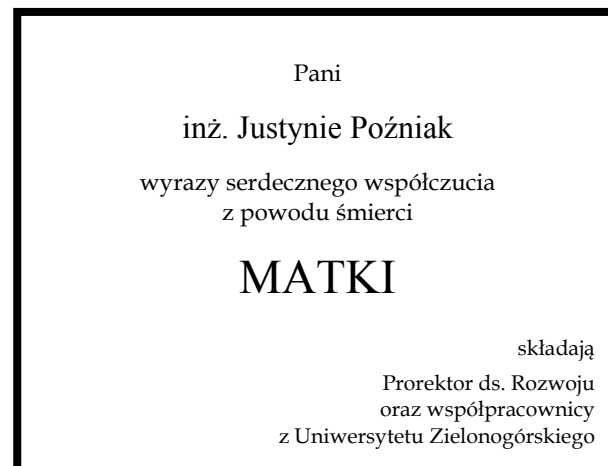 Pani
inż. Justynie Poźniak
wyrazy serdecznego współczucia
z powodu śmierci
MATKI
składają
Prorektor ds. Rozwoju
oraz współpracownicy
z Uniwersytetu Zielonogórskiego